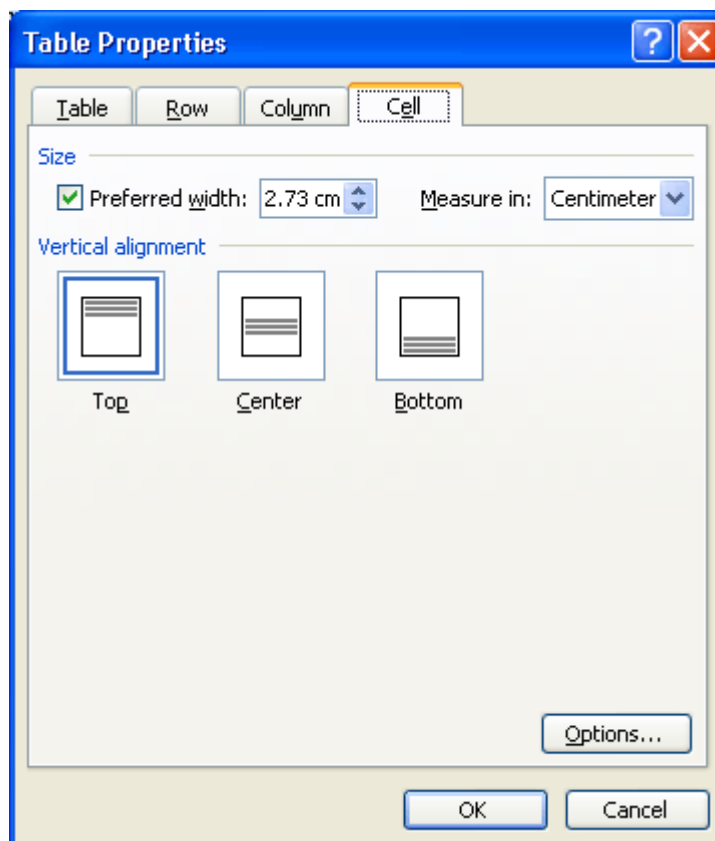 Table Properties
Table Row Column Cell
Size
Preferred width: 2.73 cm Measure in: Centimeter
Vertical alignment
Top Center Bottom
Options...
OK Cancel